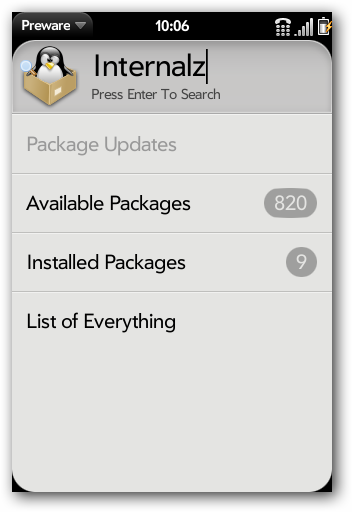 Preware 10:06
Internalz
Press Enter To Search
Package Updates
Available Packages 820
Installed Packages 9
List of Everything